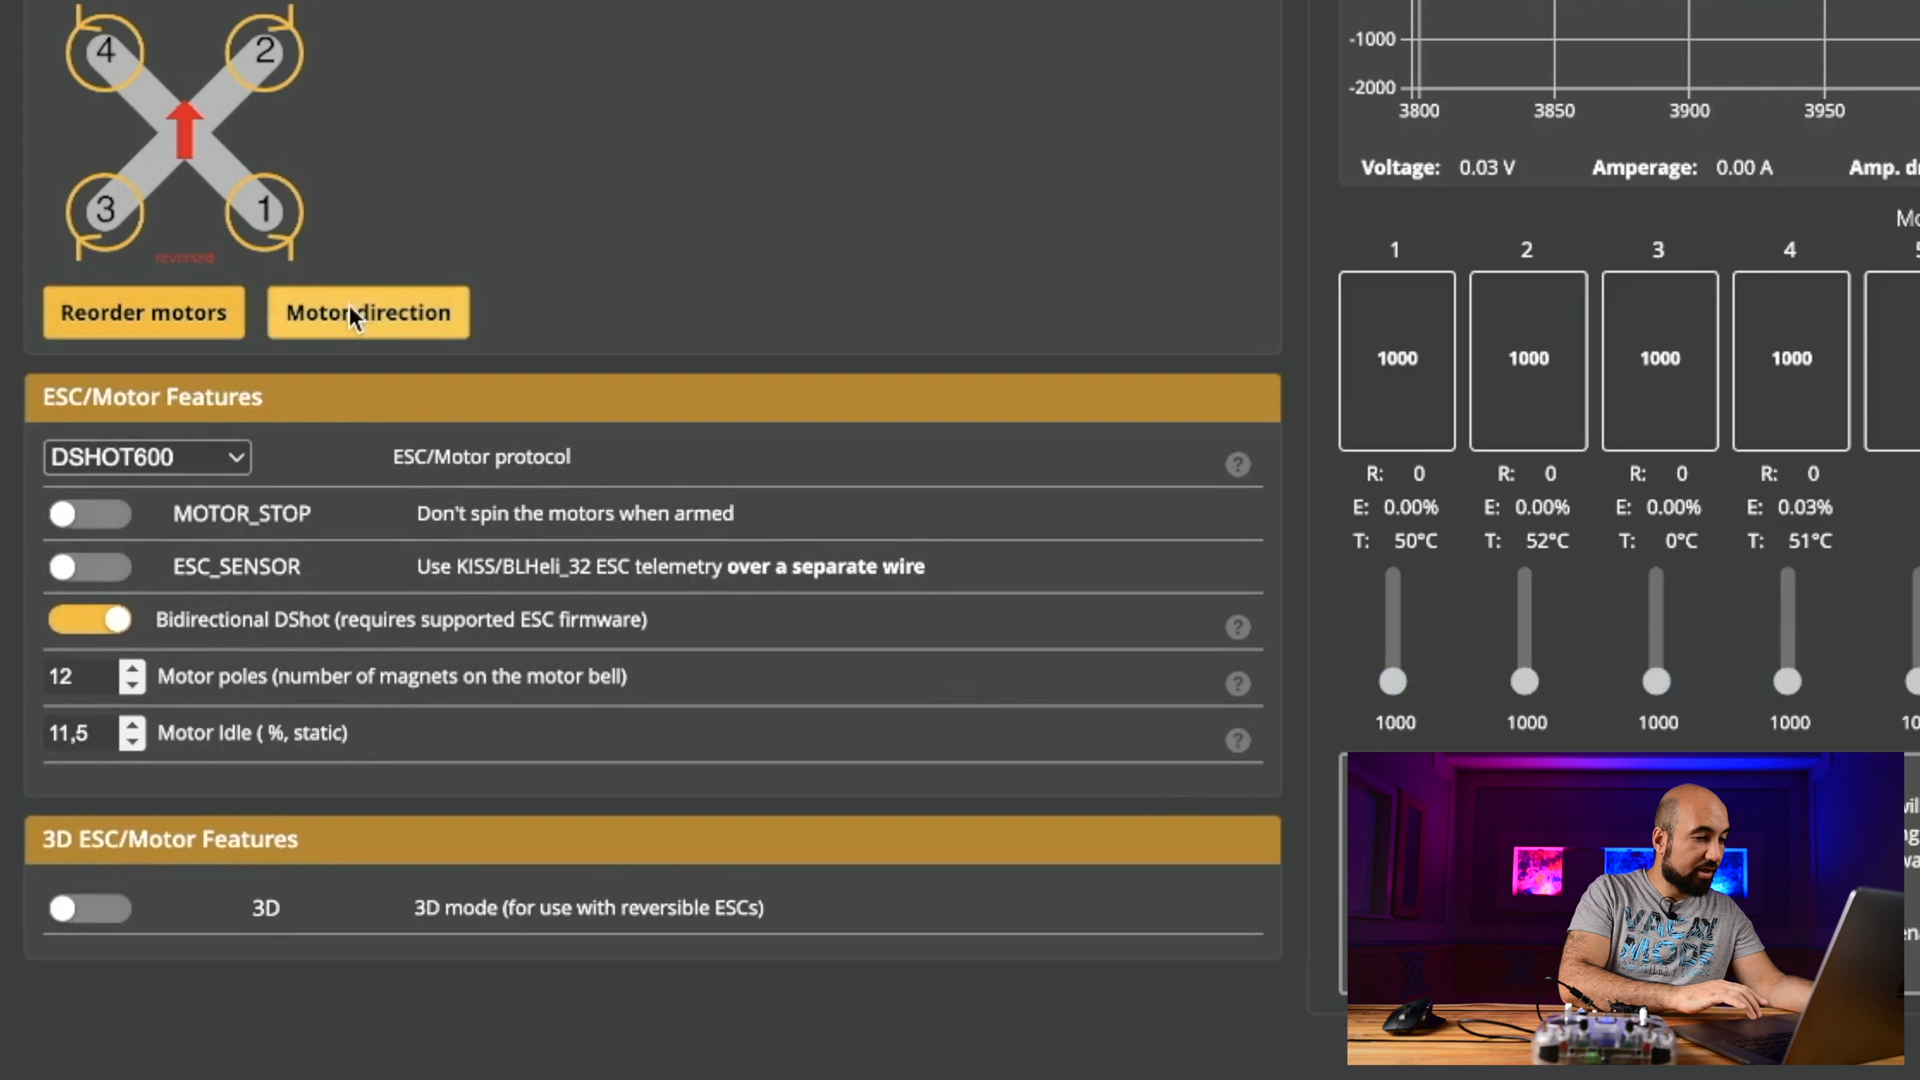 4 2
3 1
reversed
Reorder motors
Motor direction
ESC/Motor Features
DSHOT600 ESC/Motor protocol ?
MOTOR_STOP Don't spin the motors when armed
ESC_SENSOR Use KISS/BLHeli_32 ESC telemetry over a separate wire
Bidirectional DShot (requires supported ESC firmware) ?
12 Motor poles (number of magnets on the motor bell) ?
11,5 Motor Idle ( %, static) ?
3D ESC/Motor Features
3D 3D mode (for use with reversible ESCs)
-1000
-2000
3800 3850 3900 3950
Voltage: 0.03 V Amperage: 0.00 A Amp.
1 2 3 4
1000 1000 1000 1000
R: 0 R: 0 R: 0 R: 0
E: 0.00% E: 0.00% E: 0.00% E: 0.03%
T: 50°C T: 52°C T: 0°C T: 51°C
1000 1000 1000 1000
VACAY
MODE